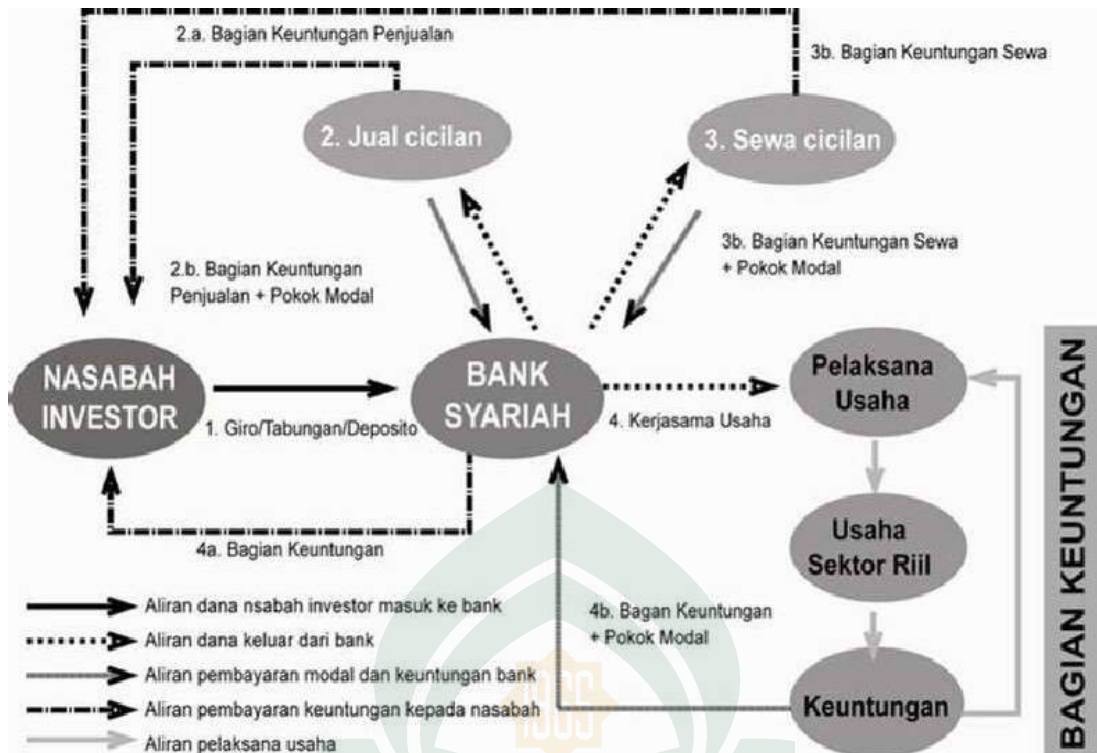 2.a. Bagian Keuntungan Penjualan
3b. Bagian Keuntungan Sewa
2. Jual cicilan
3. Sewa cicilan
2.b. Bagian Keuntungan
Penjualan + Pokok Modal
3b. Bagian Keuntungan Sewa
+ Pokok Modal
NASABAH
INVESTOR
1. Giro/Tabungan/Deposito
BANK
SYARIAH
4. Kerjasama Usaha
Pelaksana
Usaha
4a. Bagian Keuntungan
Usaha
Sektor Riil
4b. Bagan Keuntungan
+ Pokok Modal
Keuntungan
BAGIAN KEUNTUNGAN
Aliran dana nsabah investor masuk ke bank
Aliran dana keluar dari bank
Aliran pembayaran modal dan keuntungan bank
Aliran pembayaran keuntungan kepada nasabah
Aliran pelaksana usaha